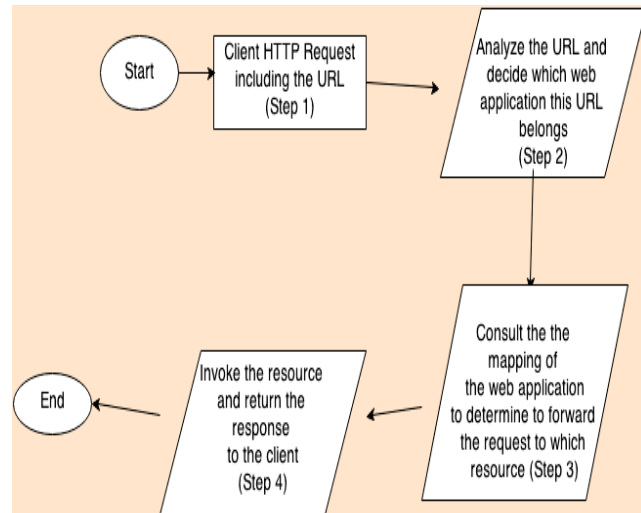 Start
Client HTTP Request
including the URL
(Step 1)
Analyze the URL and
decide which web
application this URL
belongs
(Step 2)
Consult the the
mapping of
the web application
to determine to forward
the request to which
resource (Step 3)
Invoke the resource
and return the
response
to the client
(Step 4)
End